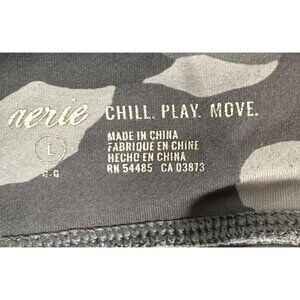 aerie CHILL. PLAY. MOVE.
L
G-G
MADE IN CHINA
FABRIQUÉ EN CHINE
HECHO EN CHINA
RN 54485 CA 03873